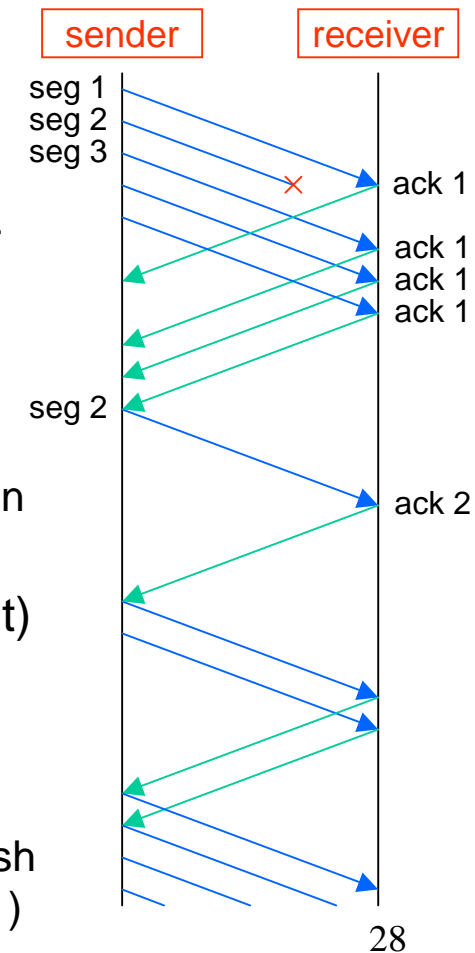 sender receiver
seg 1
seg 2
seg 3
ack 1
ack 1
ack 1
ack 1
seg 2
n
ack 2
t)
sh
)
28